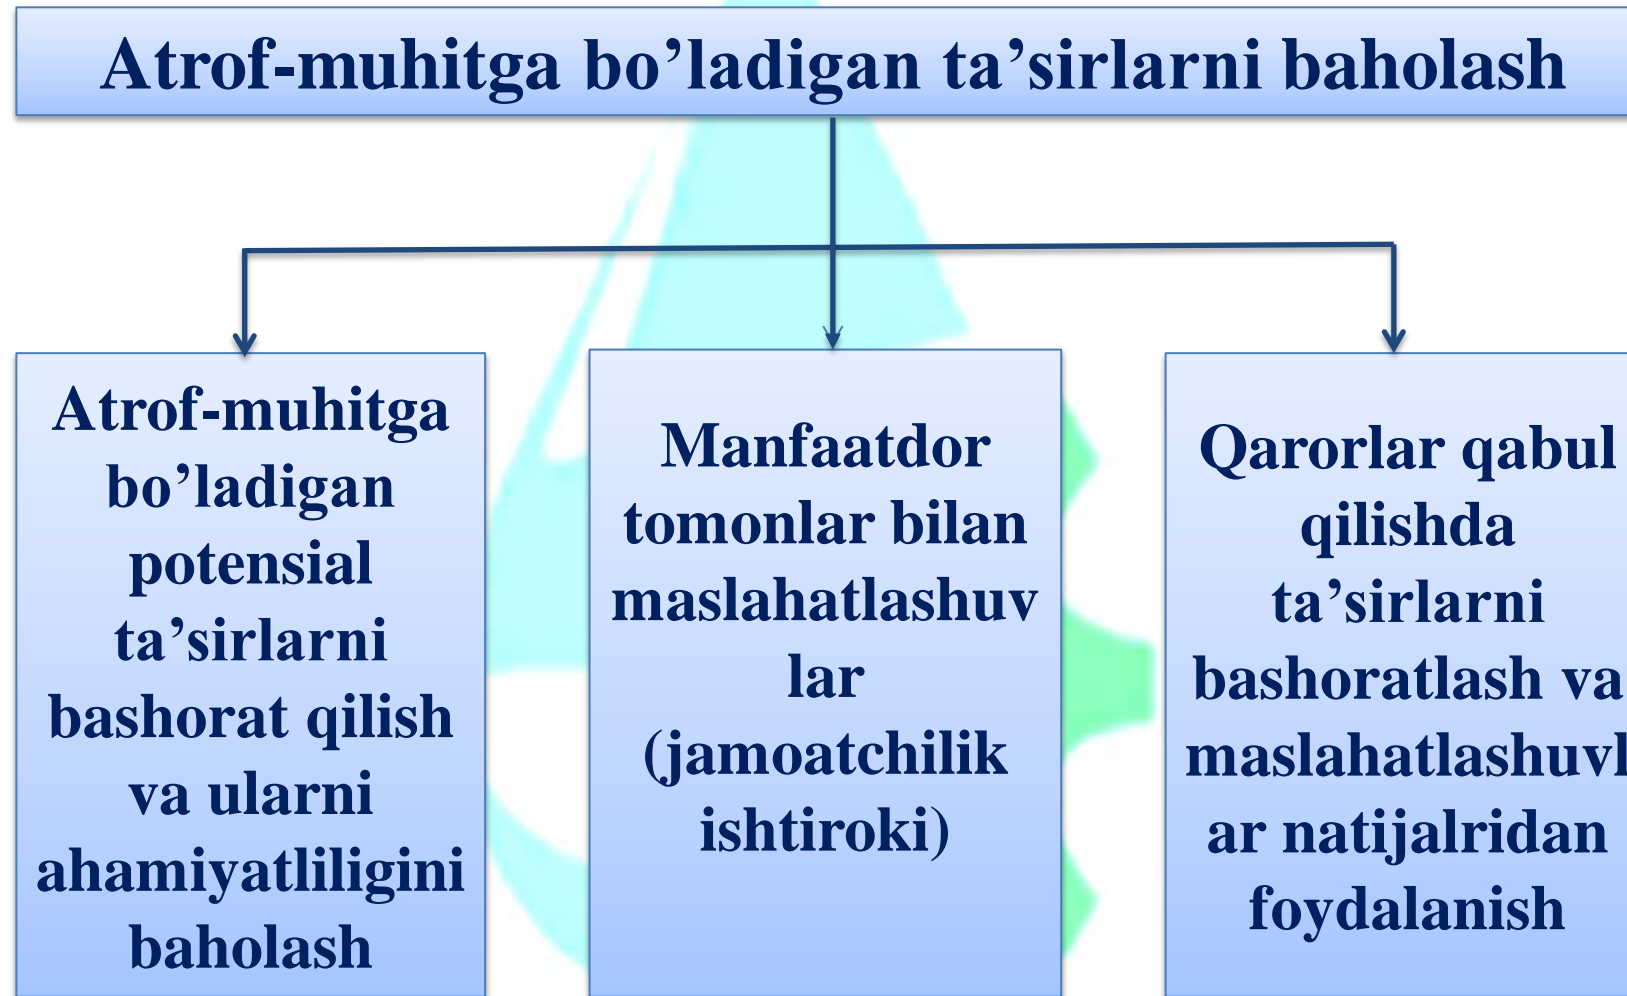 Atrof-muhitga bo’ladigan ta’sirlarni baholash
Atrof-muhitga
bo’ladigan
potensial
ta’sirlarni
bashorat qilish
va ularni
ahamiyatliligini
baholash
Manfaatdor
tomonlar bilan
maslahatlashuv
lar
(jamoatchilik
ishtiroki)
Qarorlar qabul
qilishda
ta’sirlarni
bashoratlash va
maslahatlashuvl
ar natijalridan
foydalanish